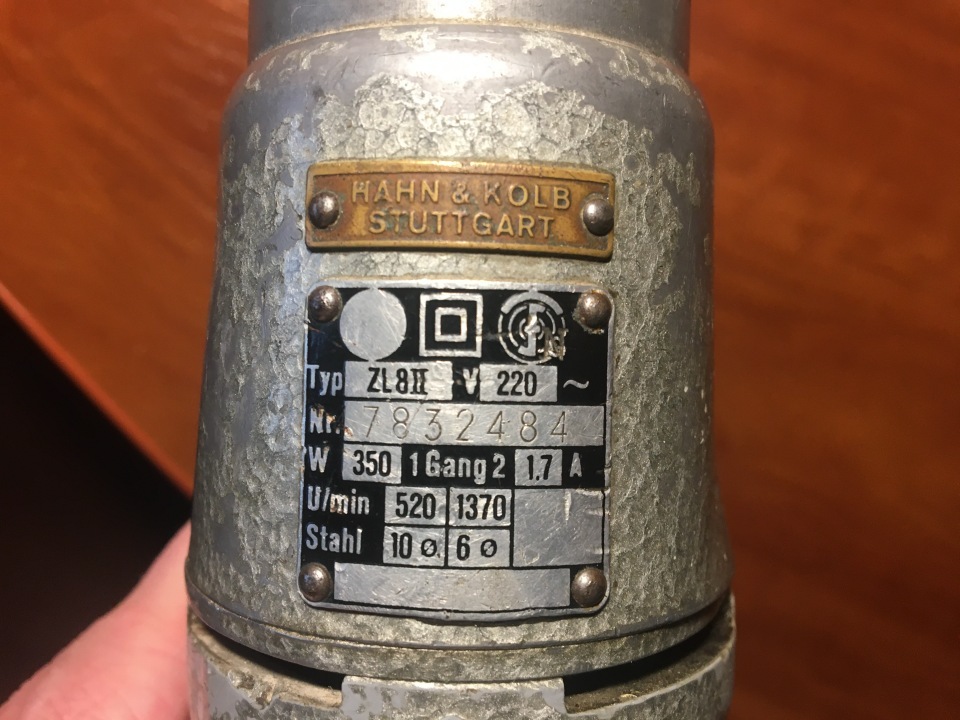 HAHN & KOLB
STUTTGART
Typ ZL8II V 220 ~
Nr. 7832484
W 350 1 Gang 2 1.7 A
U/min 520 1370
Stahl 10 ø 6 ø